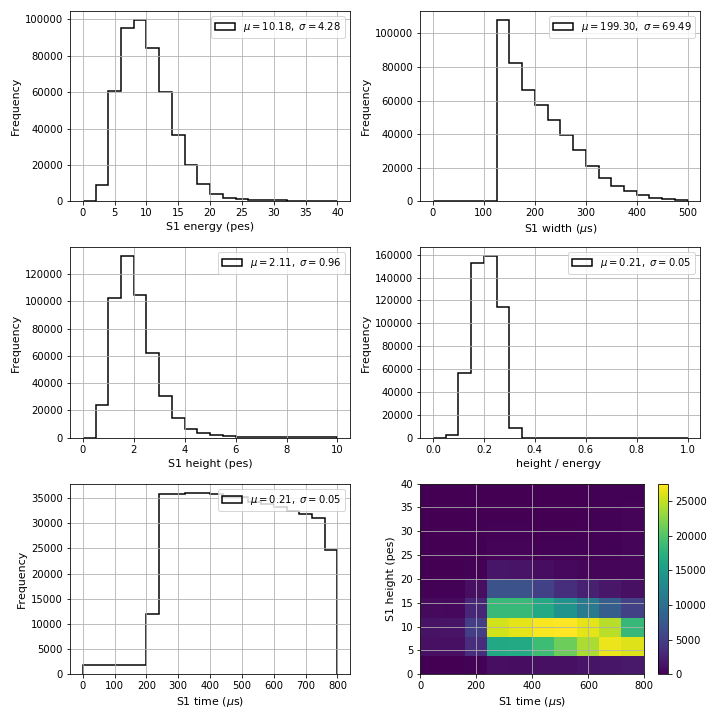 100000
80000
60000
40000
20000
0
Frequency
μ=10.18, σ=4.28
0 5 10 15 20 25 30 35 40
S1 energy (pes)
100000
80000
60000
40000
20000
0
Frequency
μ=199.30, σ=69.49
0 100 200 300 400 500
S1 width (μs)
120000
100000
80000
60000
40000
20000
0
Frequency
μ=2.11, σ=0.96
0 2 4 6 8 10
S1 height (pes)
160000
140000
120000
100000
80000
60000
40000
20000
0
Frequency
μ=0.21, σ=0.05
0.0 0.2 0.4 0.6 0.8 1.0
height / energy
35000
30000
25000
20000
15000
10000
5000
0
Frequency
μ=0.21, σ=0.05
0 100 200 300 400 500 600 700 800
S1 time (μs)
40
35
30
25
20
15
10
5
0
S1 height (pes)
0 200 400 600 800
S1 time (μs)
25000
20000
15000
10000
5000
0